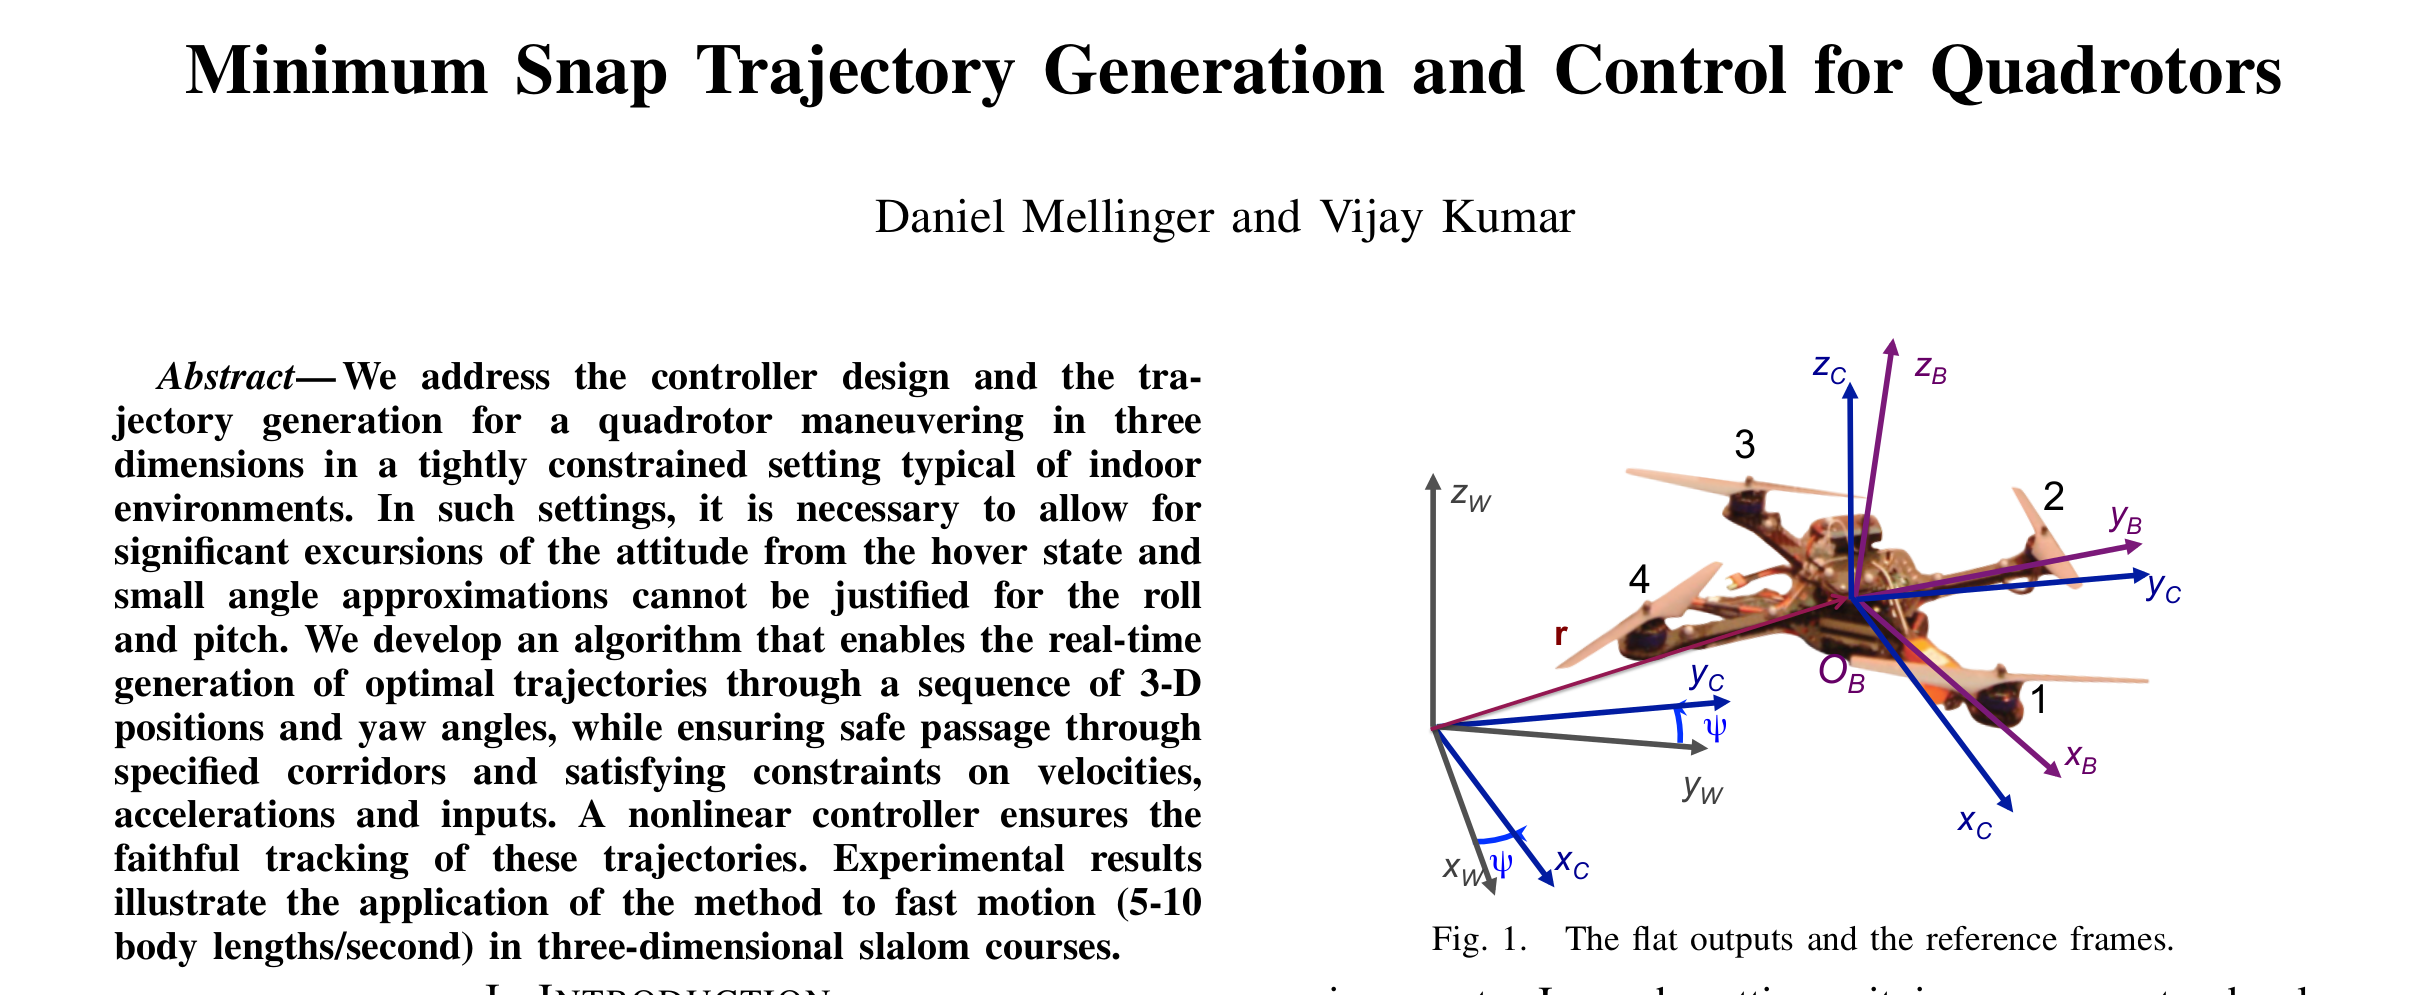 Minimum Snap Trajectory Generation and Control for Quadrotors
Daniel Mellinger and Vijay Kumar
Abstract—We address the controller design and the tra-
jectory generation for a quadrotor maneuvering in three
dimensions in a tightly constrained setting typical of indoor
environments. In such settings, it is necessary to allow for
significant excursions of the attitude from the hover state and
small angle approximations cannot be justified for the roll
and pitch. We develop an algorithm that enables the real-time
generation of optimal trajectories through a sequence of 3-D
positions and yaw angles, while ensuring safe passage through
specified corridors and satisfying constraints on velocities,
accelerations and inputs. A nonlinear controller ensures the
faithful tracking of these trajectories. Experimental results
illustrate the application of the method to fast motion (5-10
body lengths/second) in three-dimensional slalom courses.
I. INTRODUCTION
z_C
z_B
3
z_W
2
y_B
4
y_C
r
y_C
O_B
1
ψ
x_B
y_W
x_C
x_W
ψ
x_C
Fig. 1. The flat outputs and the reference frames.